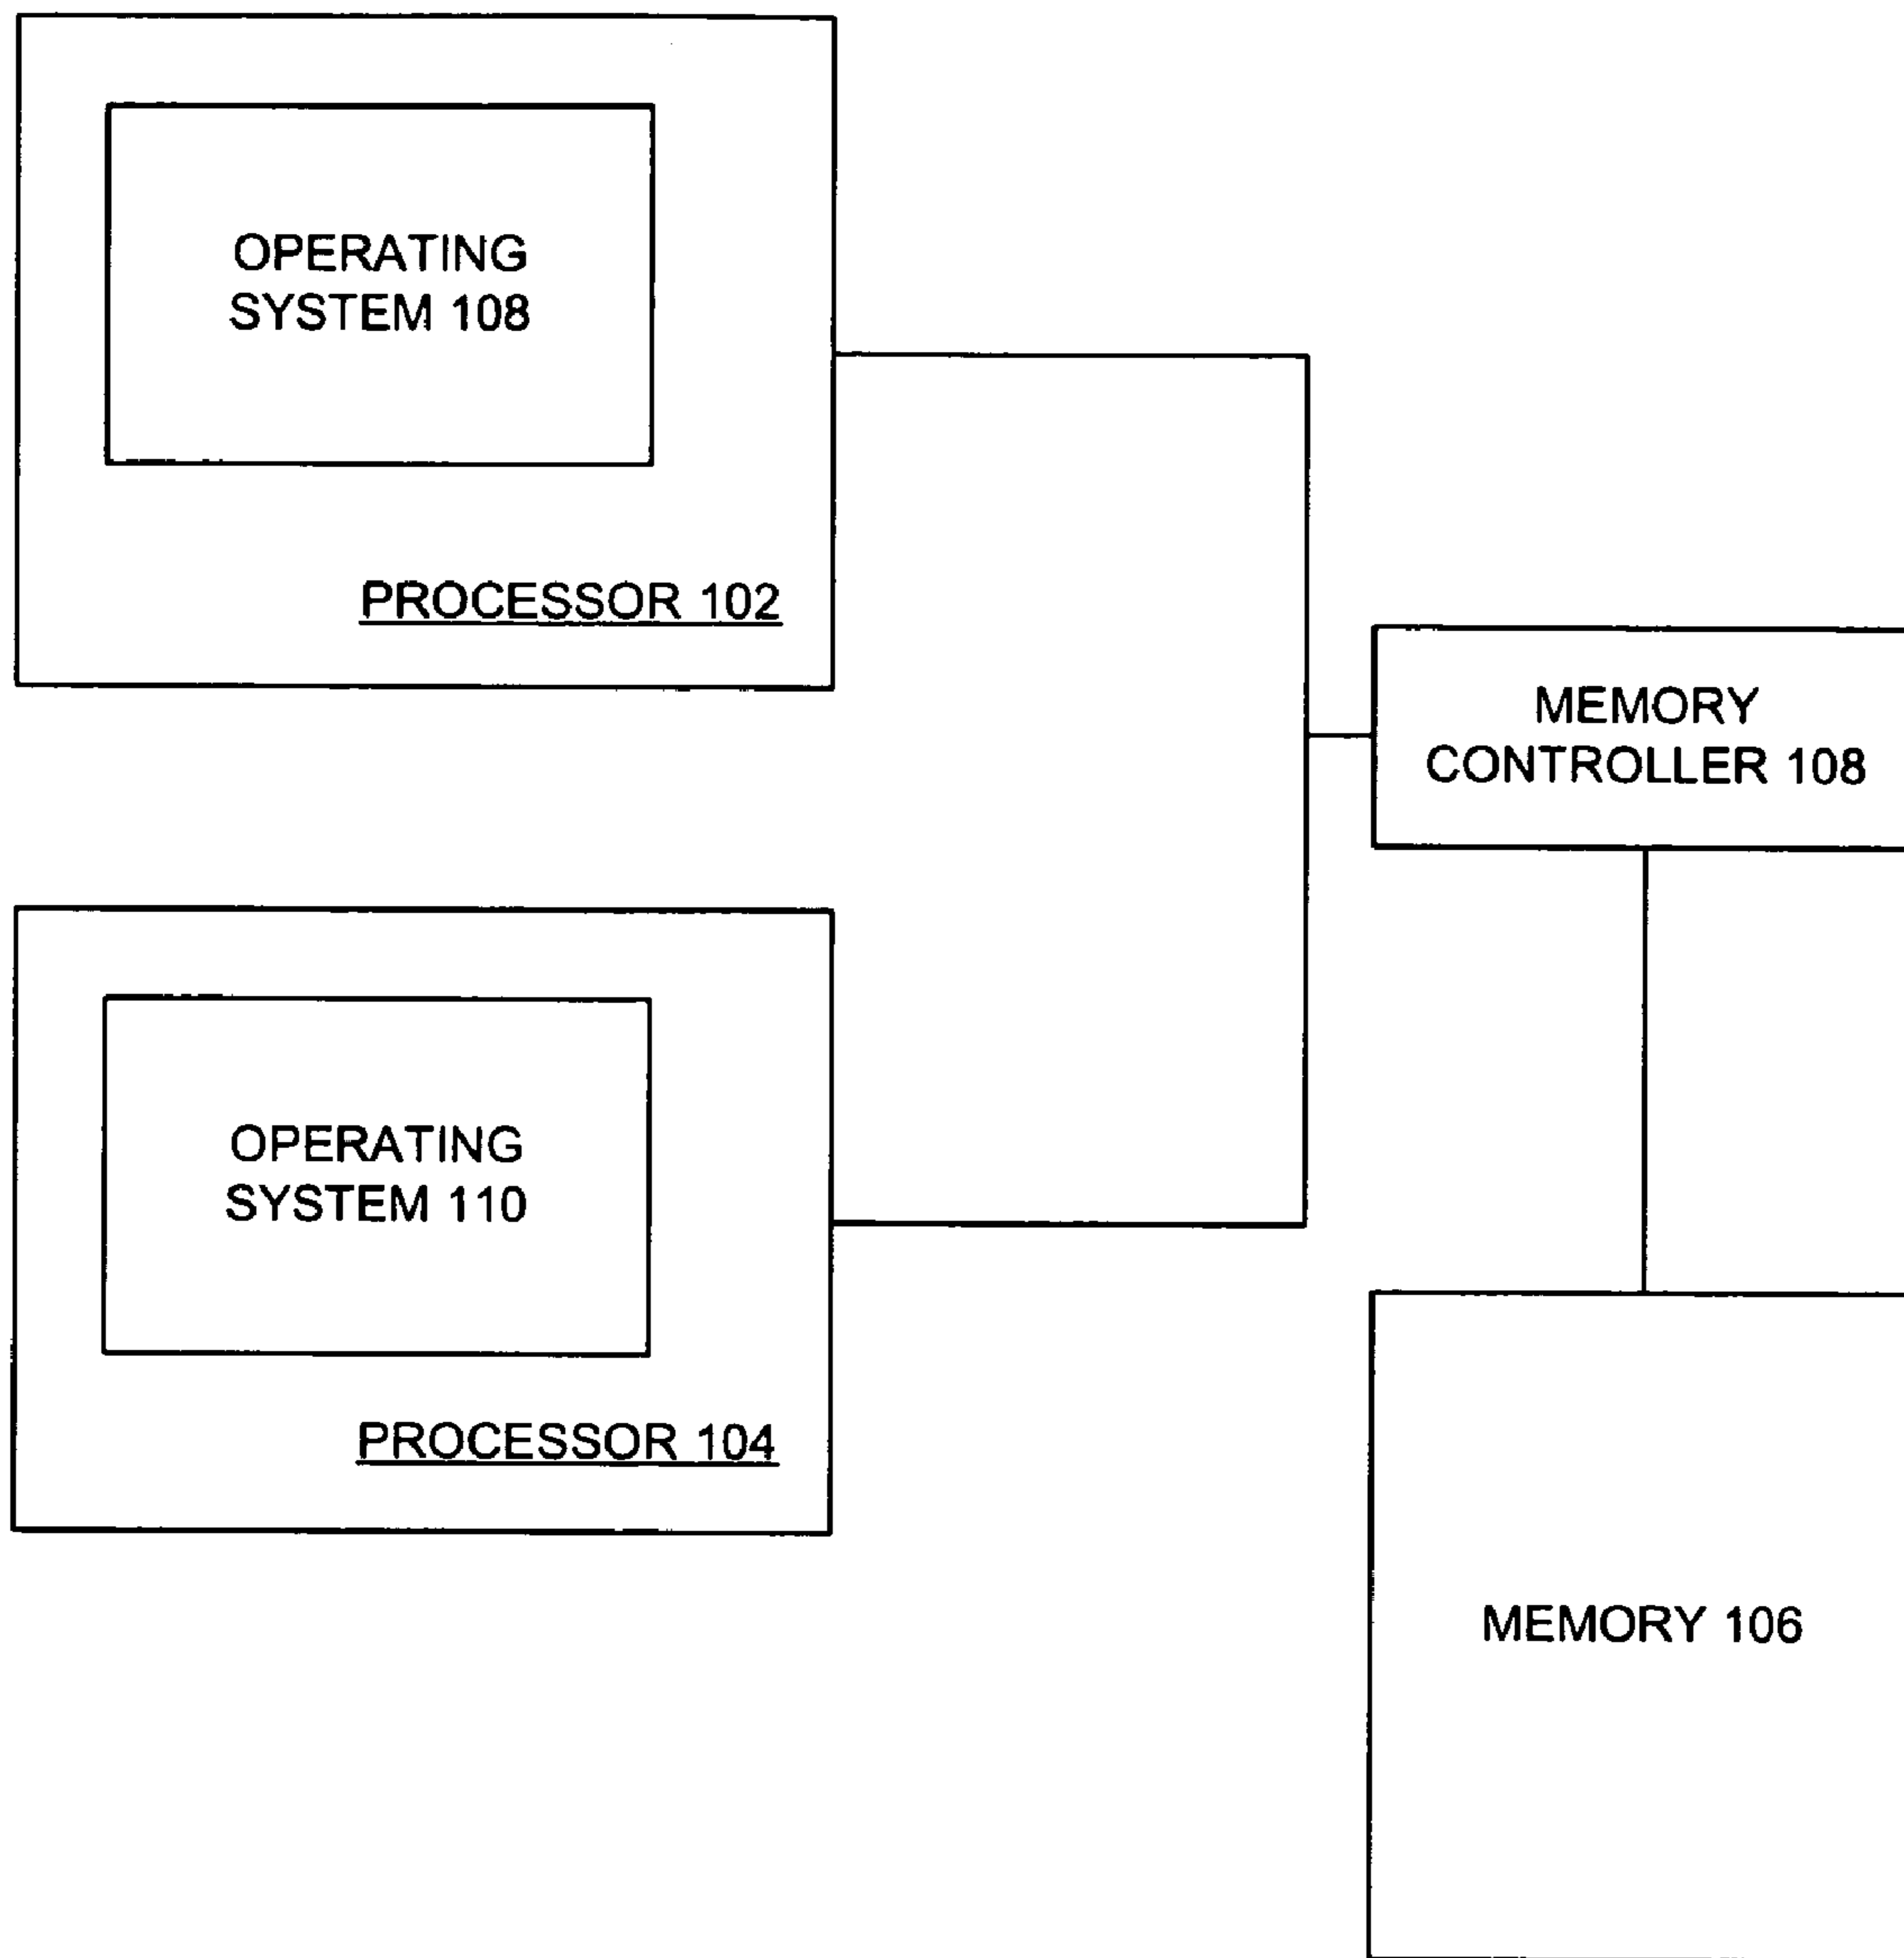 OPERATING
SYSTEM 108
PROCESSOR 102
MEMORY
CONTROLLER 108
OPERATING
SYSTEM 110
PROCESSOR 104
MEMORY 106